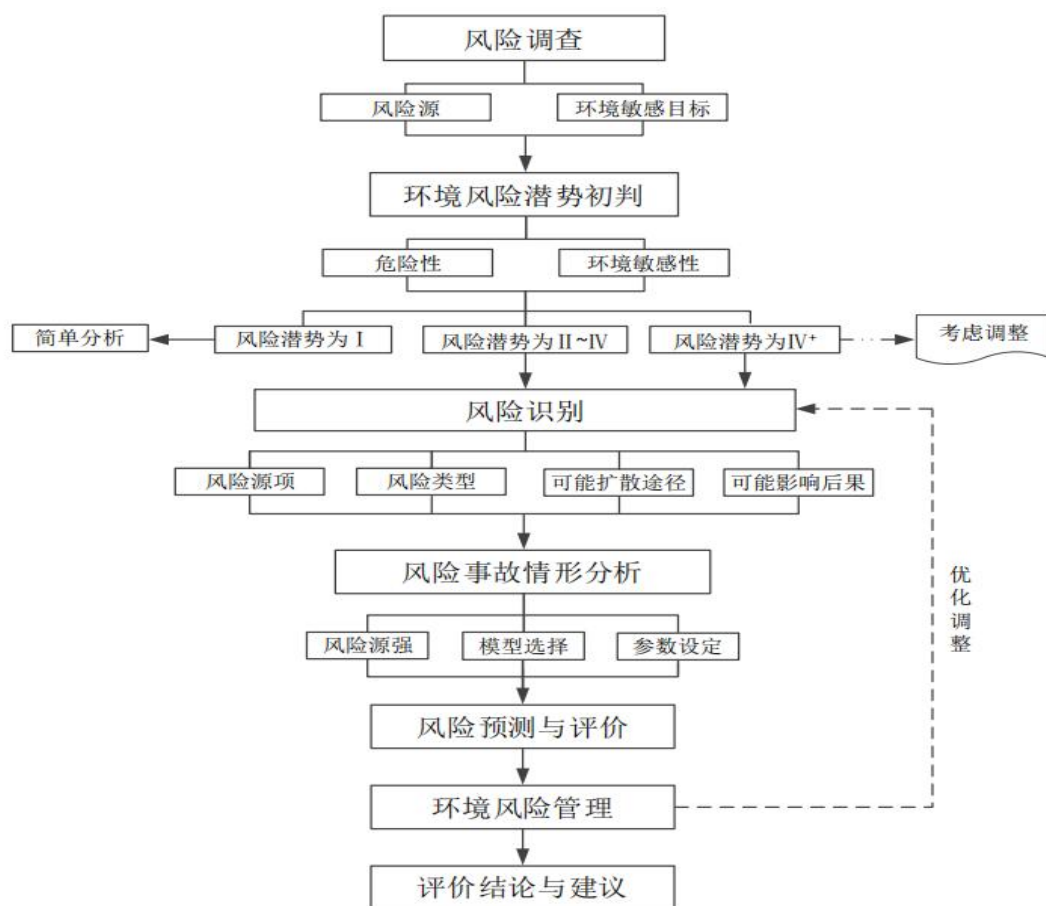 风险调查
风险源
环境敏感目标
环境风险潜势初判
危险性
环境敏感性
简单分析
风险潜势为Ⅰ
风险潜势为Ⅱ~Ⅳ
风险潜势为Ⅳ⁺
考虑调整
风险识别
风险源项
风险类型
可能扩散途径
可能影响后果
风险事故情形分析
优化调整
风险源强
模型选择
参数设定
风险预测与评价
环境风险管理
评价结论与建议